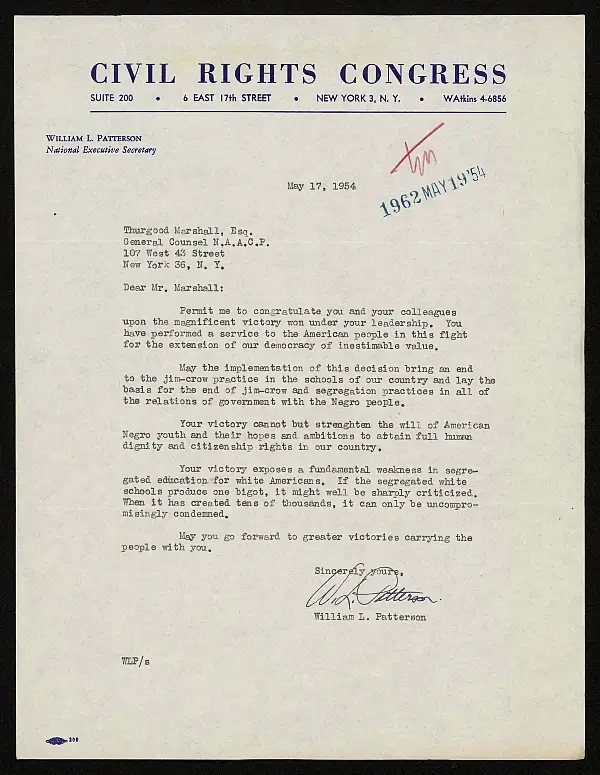 CIVIL RIGHTS CONGRESS
SUITE 200 • 6 EAST 17th STREET • NEW YORK 3, N. Y. • WAtkins 4-6856
WILLIAM L. PATTERSON
National Executive Secretary
tm
May 17, 1954
1962 MAY 19 '54
Thurgood Marshall, Esq.
General Counsel N.A.A.C.P.
107 West 43 Street
New York 36, N. Y.
Dear Mr. Marshall:
Permit me to congratulate you and your colleagues
upon the magnificent victory won under your leadership. You
have performed a service to the American people in this fight
for the extension of our democracy of inestimable value.
May the implementation of this decision bring an end
to the jim-crow practice in the schools of our country and lay the
basis for the end of jim-crow and segregation practices in all of
the relations of government with the Negro people.
Your victory cannot but strenghten the will of American
Negro youth and their hopes and ambitions to attain full human
dignity and citizenship rights in our country.
Your victory exposes a fundamental weakness in segre-
gated education for white Americans. If the segregated white
schools produce one bigot, it might well be sharply criticized.
When it has created tens of thousands, it can only be uncompro-
misingly condemned.
May you go forward to greater victories carrying the
people with you.
Sincerely yours,
W. L. Patterson.
William L. Patterson
WLP/s
209